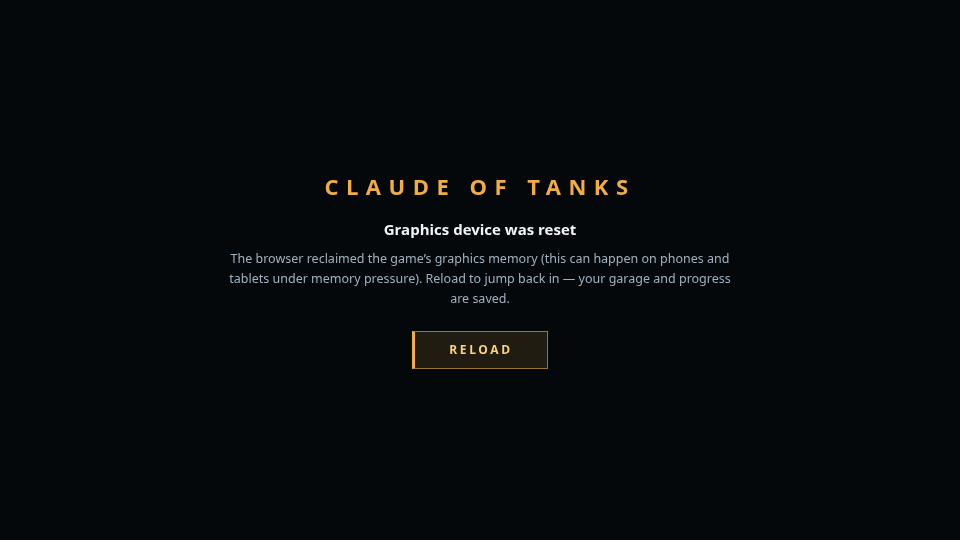 CLAUDE OF TANKS
Graphics device was reset
The browser reclaimed the game's graphics memory (this can happen on phones and
tablets under memory pressure). Reload to jump back in — your garage and progress
are saved.
RELOAD